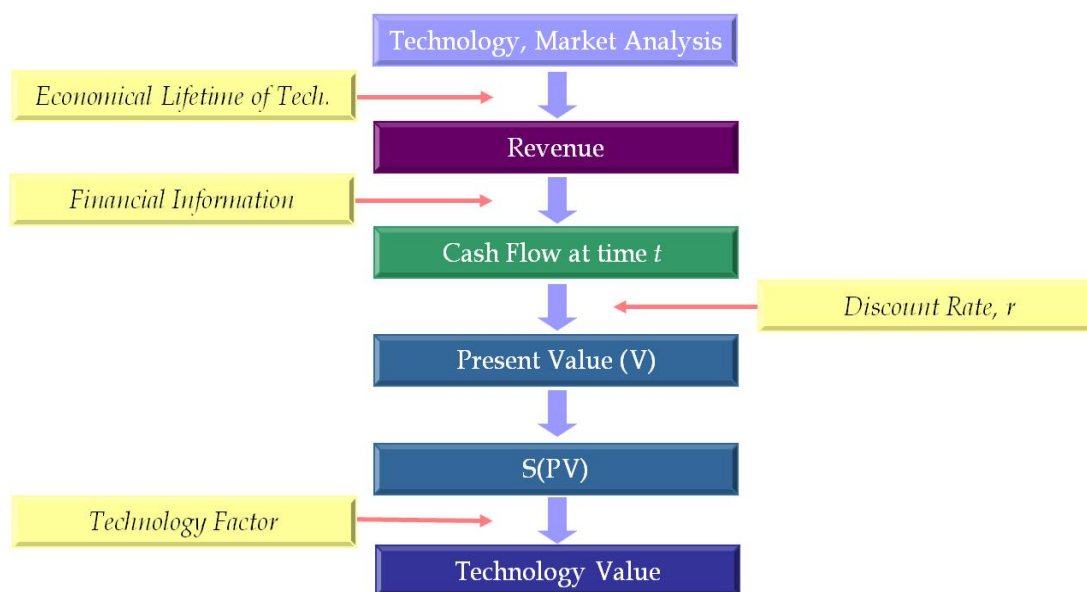 Technology, Market Analysis
Economical Lifetime of Tech.
Revenue
Financial Information
Cash Flow at time t
Discount Rate, r
Present Value (V)
S(PV)
Technology Factor
Technology Value